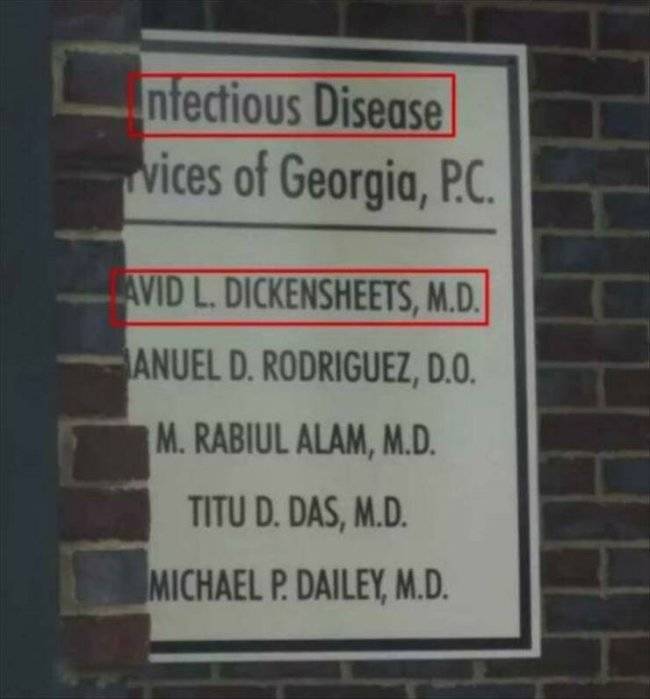 nfectious Disease
rvices of Georgia, P.C.
AVID L. DICKENSHEETS, M.D.
ANUEL D. RODRIGUEZ, D.O.
M. RABIUL ALAM, M.D.
TITU D. DAS, M.D.
MICHAEL P. DAILEY, M.D.